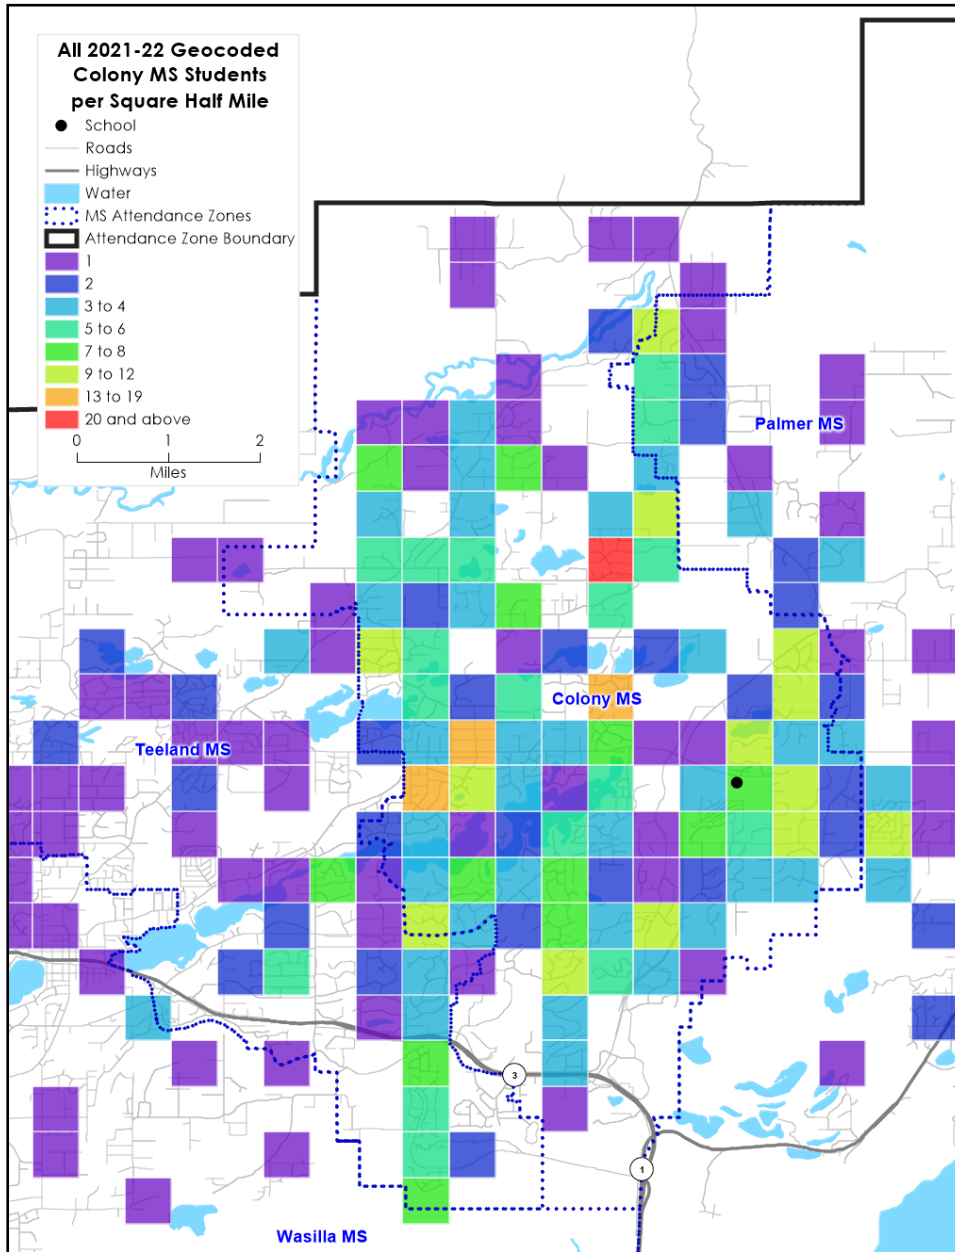 All 2021-22 Geocoded
Colony MS Students
per Square Half Mile
School
Roads
Highways
Water
MS Attendance Zones
Attendance Zone Boundary
1
2
3 to 4
5 to 6
7 to 8
9 to 12
13 to 19
20 and above
0 1 2
Miles
Palmer MS
Colony MS
Teeland MS
3
1
Wasilla MS